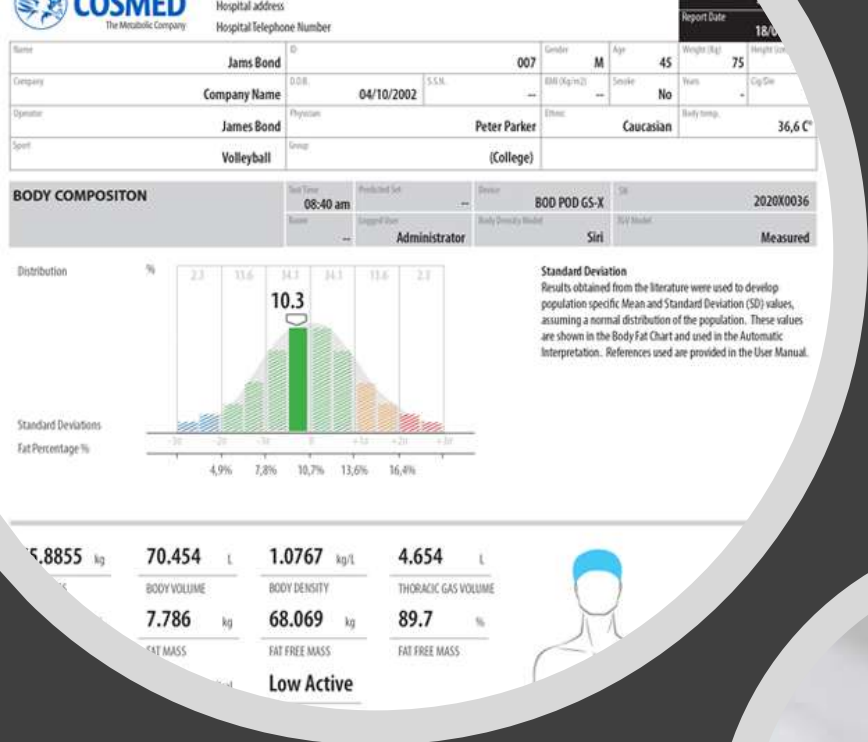 COSMED
The Metabolic Company
Hospital address
Hospital Telephone Number
Report Date
18/0
Name Jams Bond ID 007 Gender M Age 45 Weight (Kg) 75
Company Company Name D.O.B. 04/10/2002 S.S.N. -- BMI (Kg/m2) -- Smoke No Years - Cig/Die
Operator James Bond Physician Peter Parker Ethnic Caucasian Body temp. 36,6 C°
Sport Volleyball Group (College)
BODY COMPOSITON
Test Time 08:40 am Predicted Set -- Device BOD POD GS-X SN 2020X0036
-- Logged User Administrator Body Density Model Siri TGV Model Measured
Distribution % 2.3 13.6 34.1 34.1 13.6 2.3
10.3
Standard Deviation
Results obtained from the literature were used to develop
population specific Mean and Standard Deviation (SD) values,
assuming a normal distribution of the population. These values
are shown in the Body Fat Chart and used in the Automatic
Interpretation. References used are provided in the User Manual.
Standard Deviations
Fat Percentage %
4,9% 7,8% 10,7% 13,6% 16,4%
5.8855 kg 70.454 L 1.0767 kg/L 4.654 L
BODY VOLUME BODY DENSITY THORACIC GAS VOLUME
7.786 kg 68.069 kg 89.7 %
FAT MASS FAT FREE MASS FAT FREE MASS
Low Active